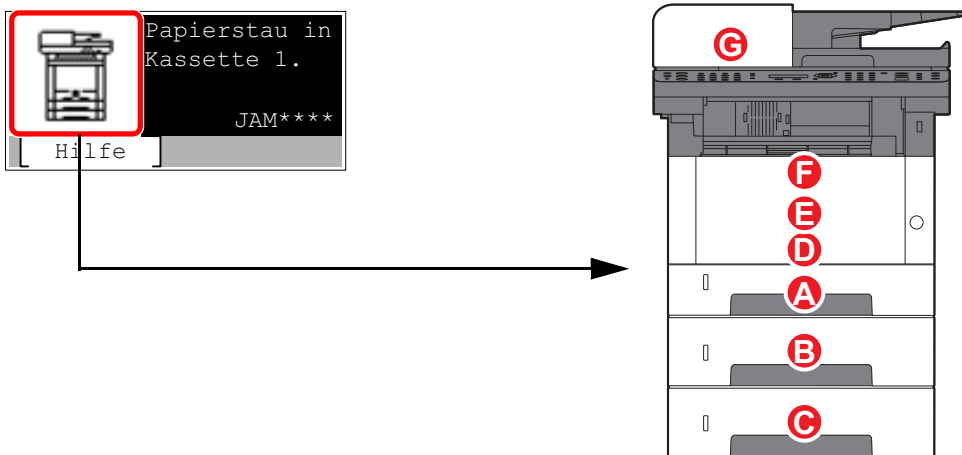 Papierstau in
Kassette 1.
JAM****
Hilfe
G
F
E
D
A
B
C